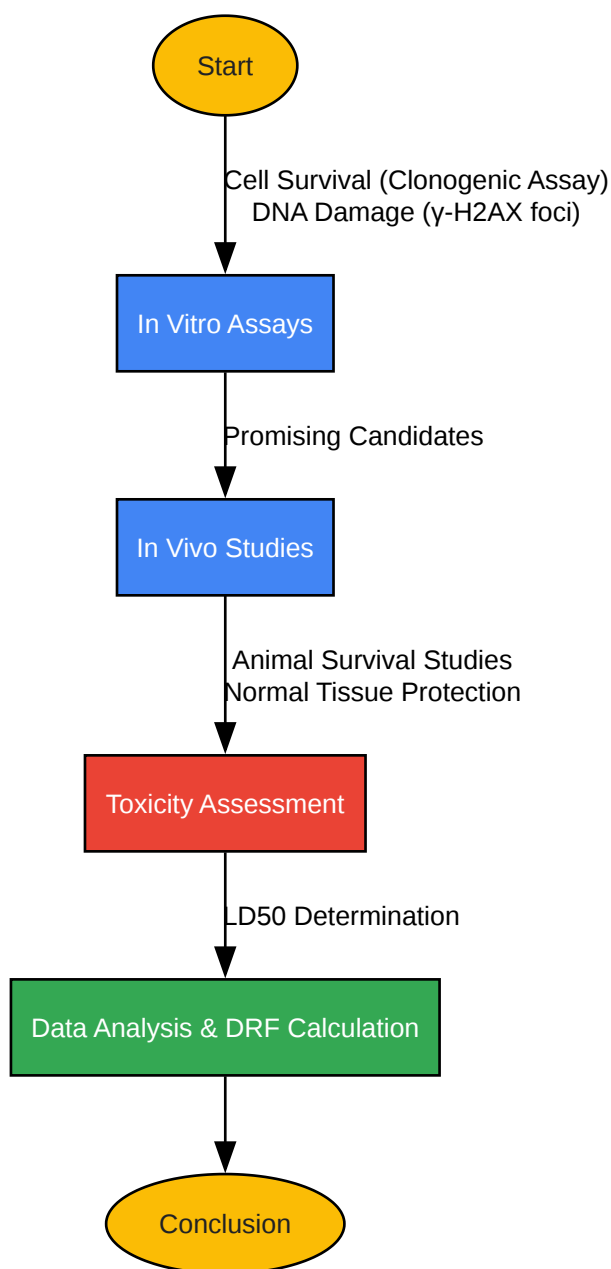 Start
Cell Survival (Clonogenic Assay)
DNA Damage (γ-H2AX foci)
In Vitro Assays
Promising Candidates
In Vivo Studies
Animal Survival Studies
Normal Tissue Protection
Toxicity Assessment
LD50 Determination
Data Analysis & DRF Calculation
Conclusion